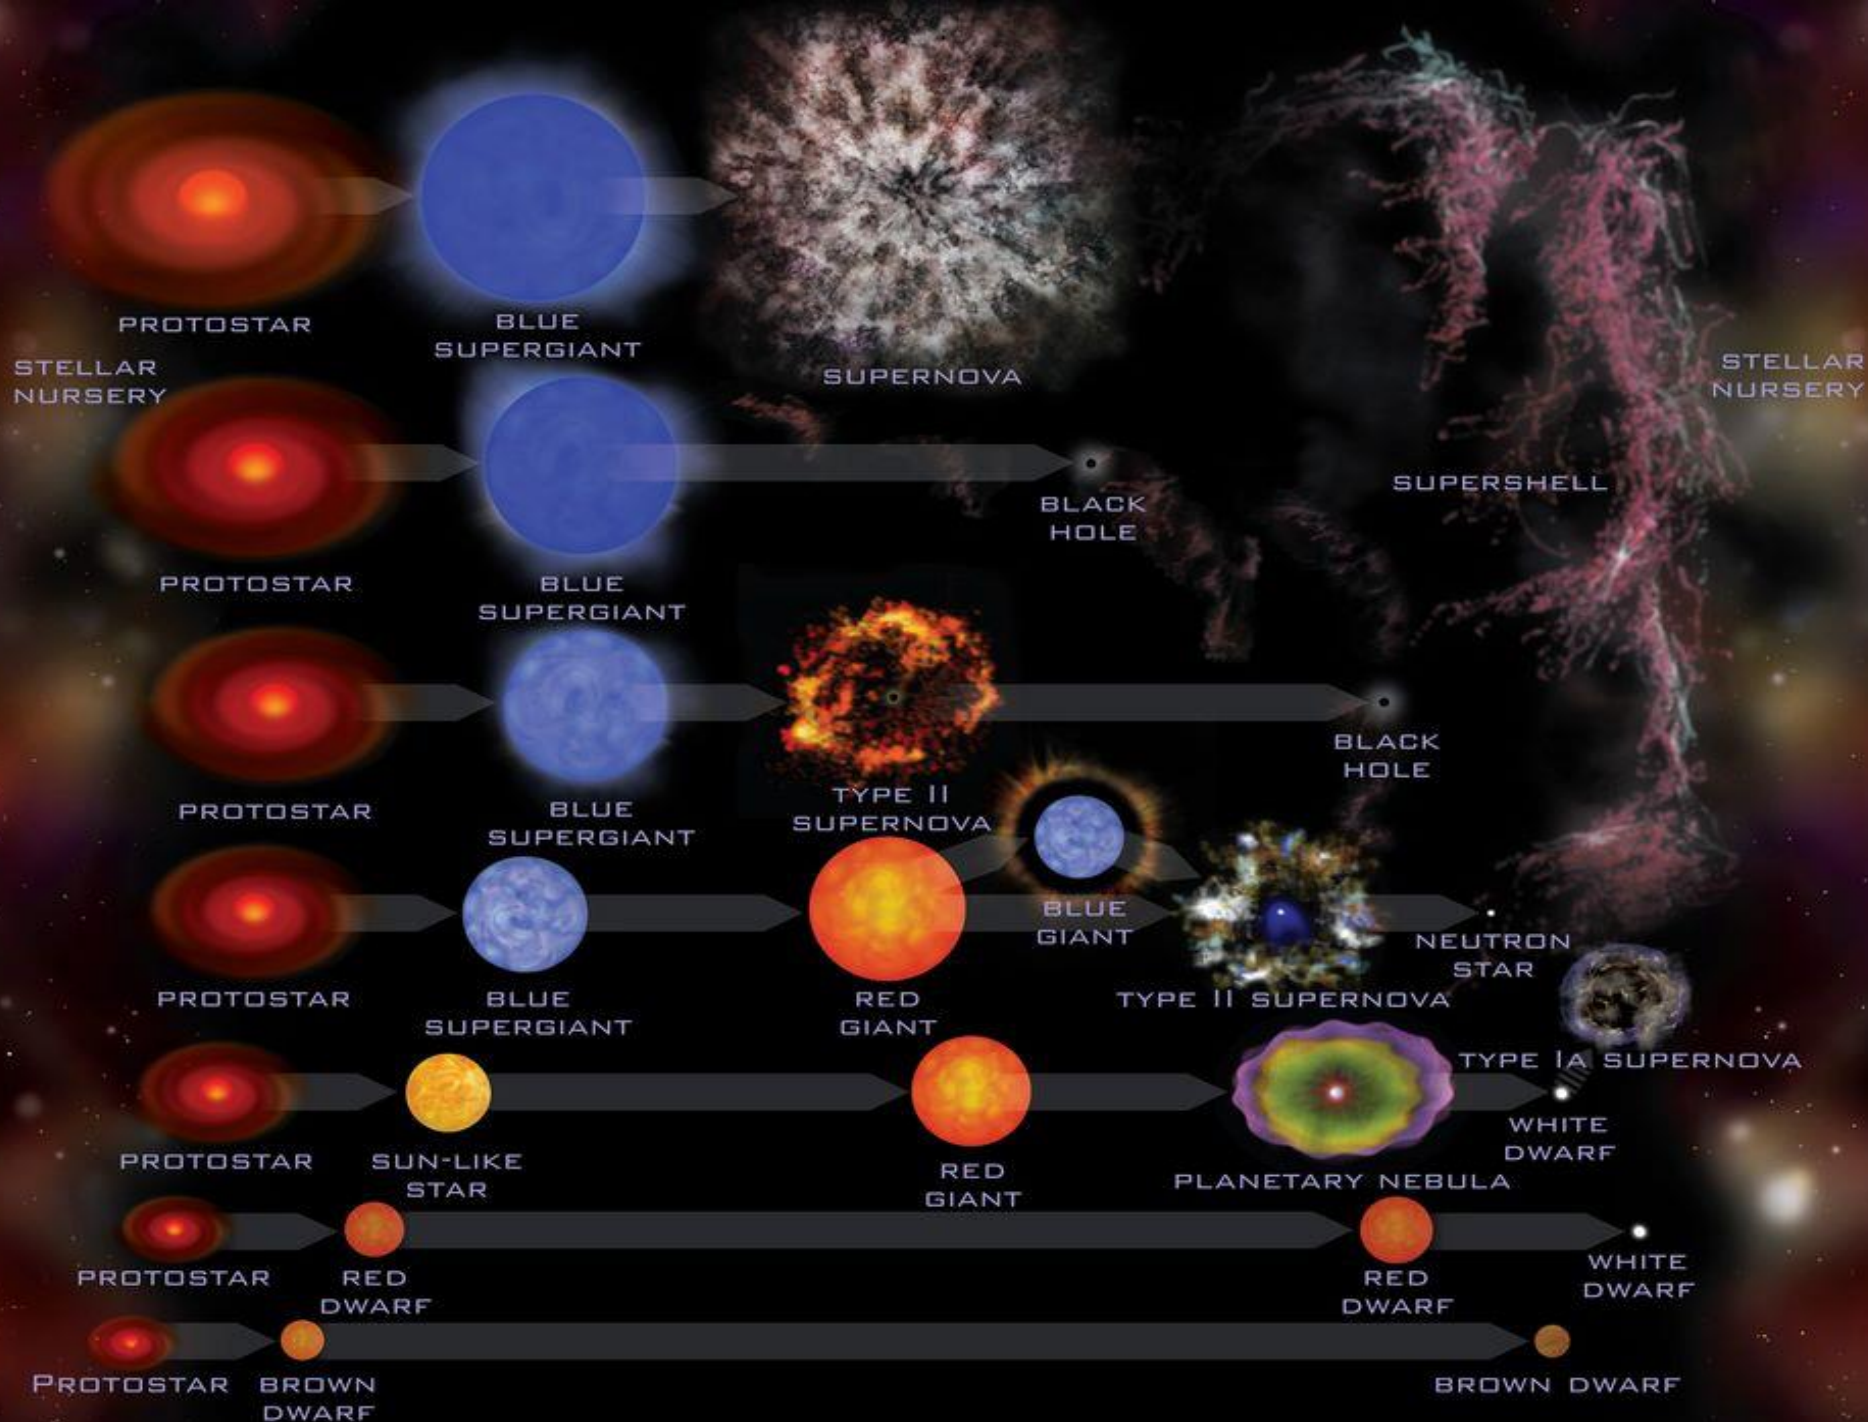 PROTOSTAR
BLUE
SUPERGIANT
SUPERNOVA
STELLAR
NURSERY
STELLAR
NURSERY
PROTOSTAR
BLUE
SUPERGIANT
BLACK
HOLE
SUPERSHELL
PROTOSTAR
BLUE
SUPERGIANT
TYPE II
SUPERNOVA
BLACK
HOLE
PROTOSTAR
BLUE
SUPERGIANT
RED
GIANT
BLUE
GIANT
TYPE II SUPERNOVA
NEUTRON
STAR
TYPE IA SUPERNOVA
PROTOSTAR
SUN-LIKE
STAR
RED
GIANT
PLANETARY NEBULA
WHITE
DWARF
PROTOSTAR
RED
DWARF
RED
DWARF
WHITE
DWARF
PROTOSTAR
BROWN
DWARF
BROWN DWARF